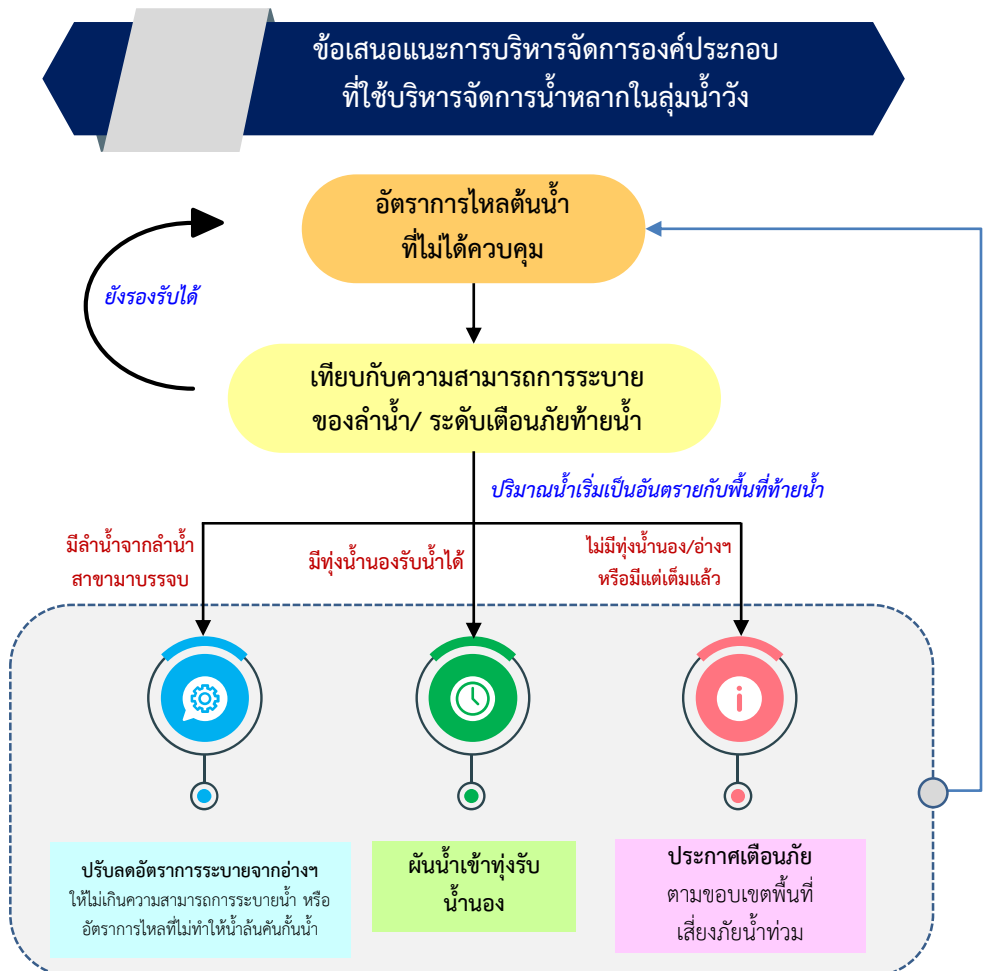 ข้อเสนอแนะการบริหารจัดการองค์ประกอบ
ที่ใช้บริหารจัดการน้ำหลากในลุ่มน้ำวัง
อัตราการไหลต้นน้ำ
ที่ไม่ได้ควบคุม
ยังรองรับได้
เทียบกับความสามารถการระบาย
ของลำน้ำ/ ระดับเตือนภัยท้ายน้ำ
ปริมาณน้ำเริ่มเป็นอันตรายกับพื้นที่ท้ายน้ำ
มีลำน้ำจากลำน้ำ
สาขามาบรรจบ
มีทุ่งน้ำนองรับน้ำได้
ไม่มีทุ่งน้ำนอง/อ่างฯ
หรือมีแต่เต็มแล้ว
ปรับลดอัตราการระบายจากอ่างฯ
ให้ไม่เกินความสามารถการระบายน้ำ หรือ
อัตราการไหลที่ไม่ทำให้น้ำล้นคันกั้นน้ำ
ผันน้ำเข้าทุ่งรับ
น้ำนอง
ประกาศเตือนภัย
ตามขอบเขตพื้นที่
เสี่ยงภัยน้ำท่วม